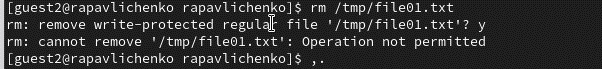 [guest2@rapavlichenko rapavlichenko]$ rm /tmp/file01.txt
rm: remove write-protected regular file '/tmp/file01.txt'? y
rm: cannot remove '/tmp/file01.txt': Operation not permitted
[guest2@rapavlichenko rapavlichenko]$ ,.